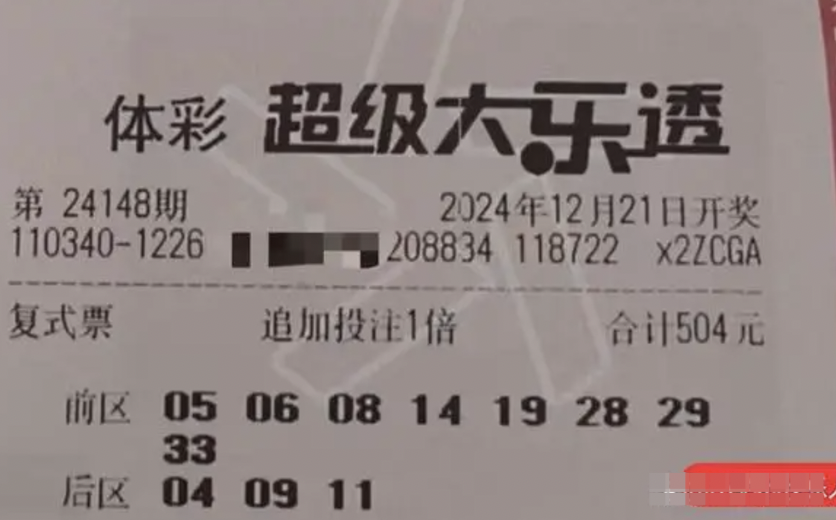 体彩 超级大乐透
第 24148期 2024年12月21日开奖
110340-1226 208834 118722 x2ZCGA
复式票 追加投注1倍 合计504元
前区 05 06 08 14 19 28 29
33
后区 04 09 11